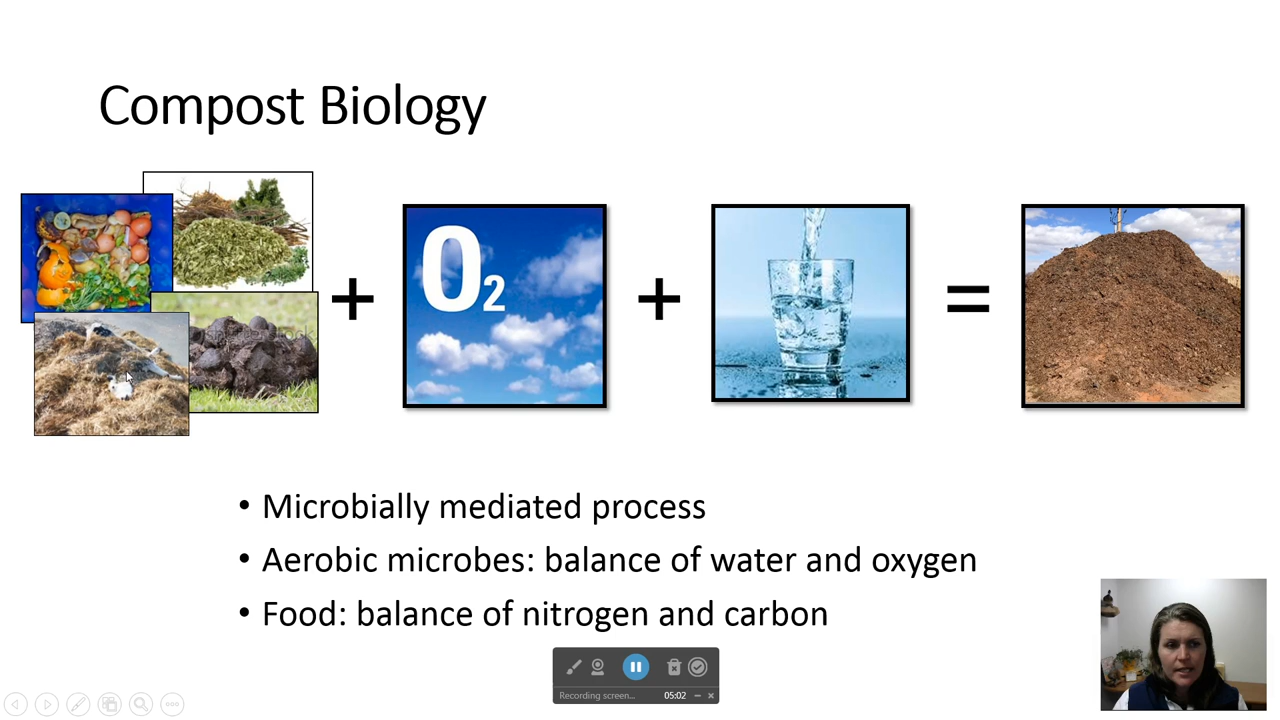 Compost Biology
+
O2
+
=
• Microbially mediated process
• Aerobic microbes: balance of water and oxygen
• Food: balance of nitrogen and carbon
Recording screen... 05:02